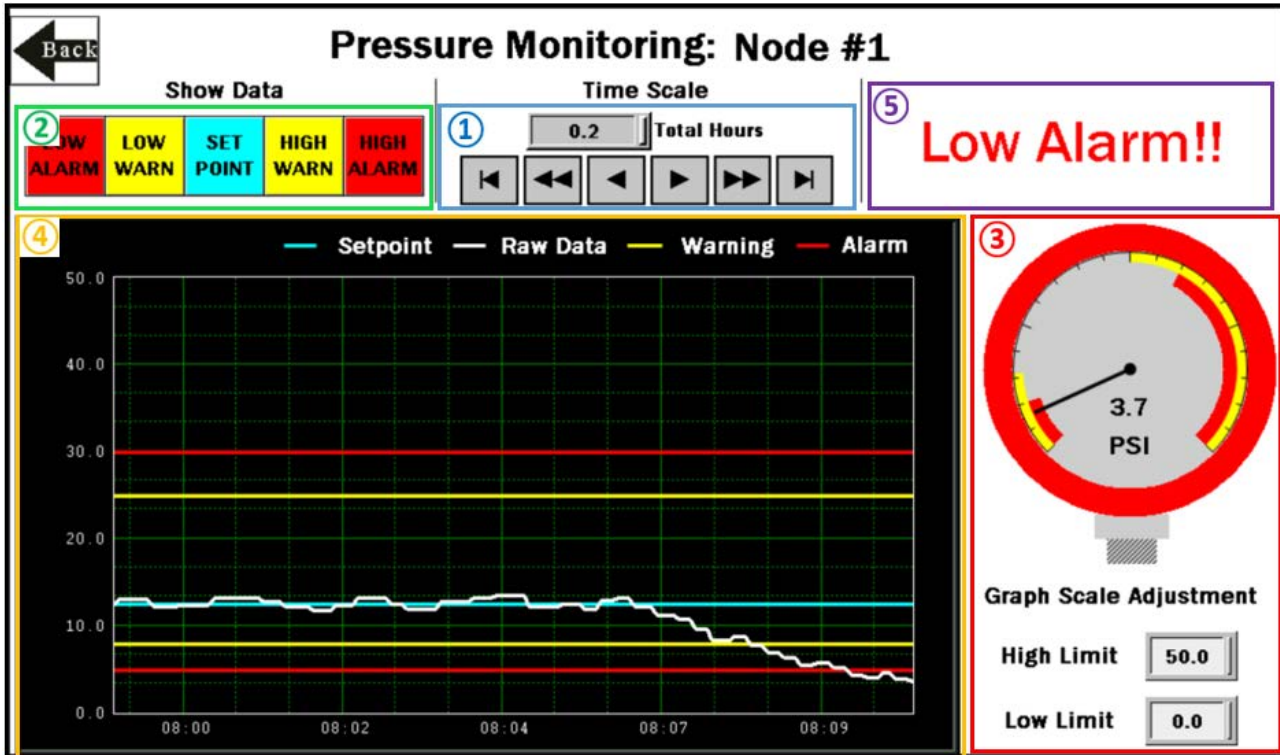 Back
Pressure Monitoring: Node #1
Show Data
Time Scale
②
LOW ALARM
LOW WARN
SET POINT
HIGH WARN
HIGH ALARM
①
0.2 Total Hours
⑤
Low Alarm!!
④
Setpoint Raw Data Warning Alarm
50.0
40.0
30.0
20.0
10.0
0.0
08:00 08:02 08:04 08:07 08:09
③
3.7
PSI
Graph Scale Adjustment
High Limit 50.0
Low Limit 0.0